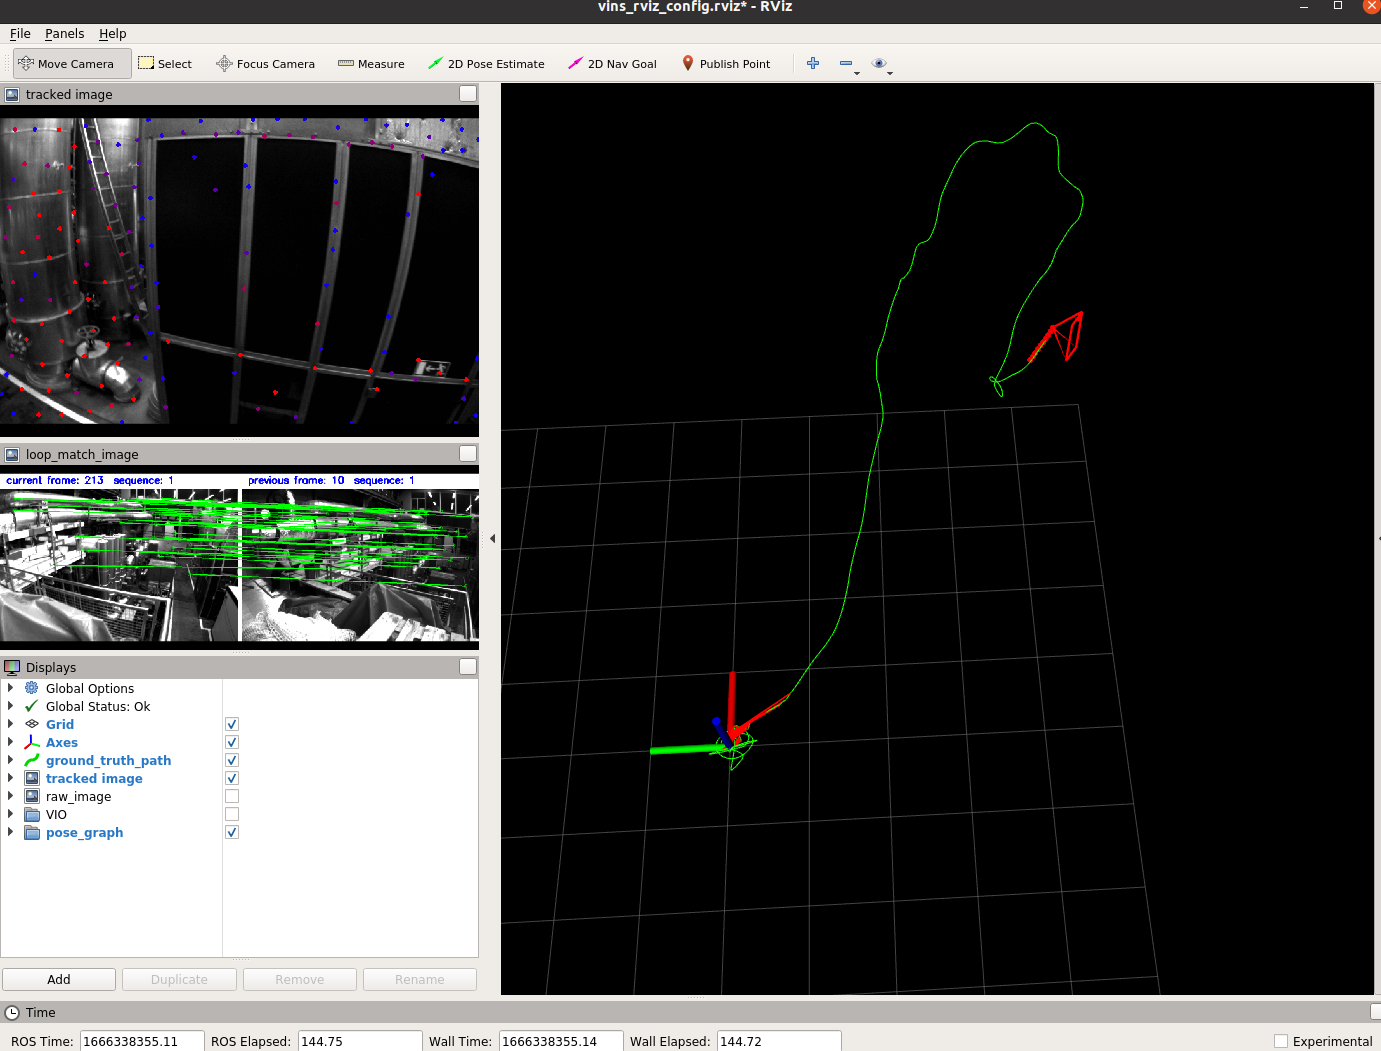 vins_rviz_config.rviz* - RViz
File Panels Help
Move Camera Select Focus Camera Measure 2D Pose Estimate 2D Nav Goal Publish Point
tracked image
loop_match_image
current frame: 213 sequence: 1 previous frame: 10 sequence: 1
Displays
Global Options
Global Status: Ok
Grid
Axes
ground_truth_path
tracked image
raw_image
VIO
pose_graph
Add Duplicate Remove Rename
Time
ROS Time: 1666338355.11 ROS Elapsed: 144.75 Wall Time: 1666338355.14 Wall Elapsed: 144.72 Experimental